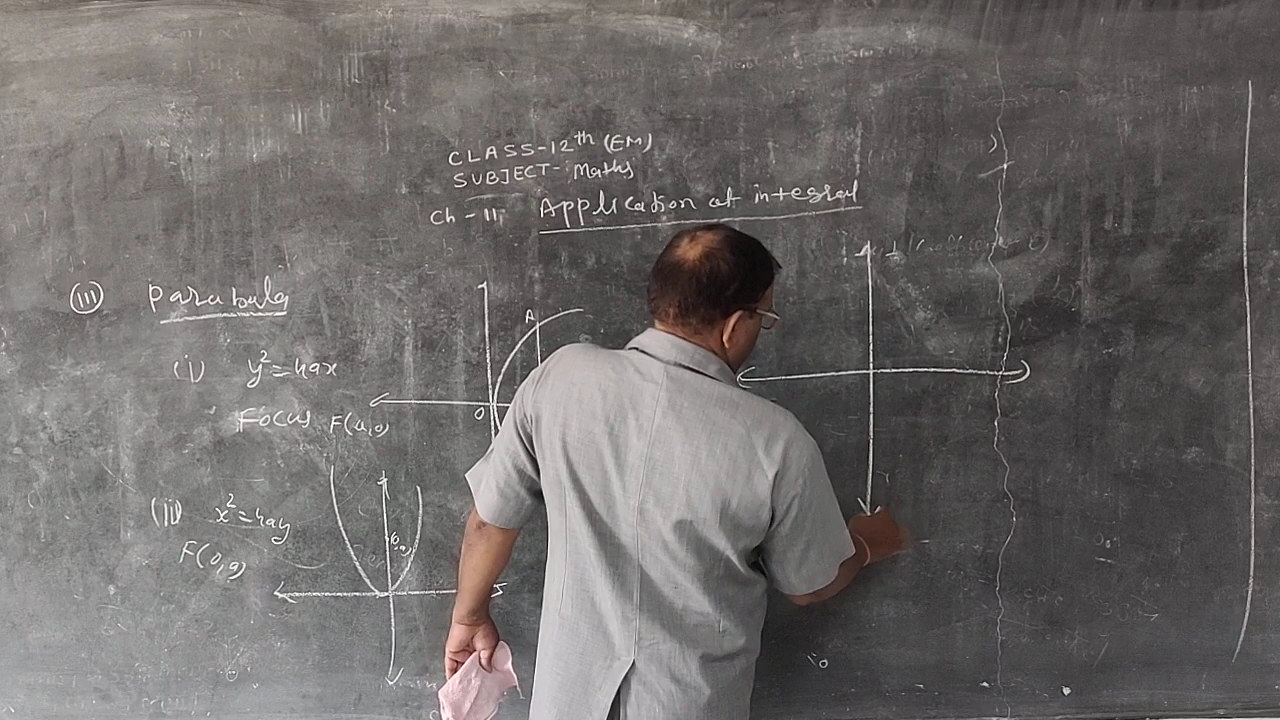 CLASS-12th (EM)
SUBJECT- Maths
Ch - 11, Application of integral
(III) Parabola
(i) y²=4ax
Focus F(a,0)
A
O
(ii) x²=4ay
F(0,a)